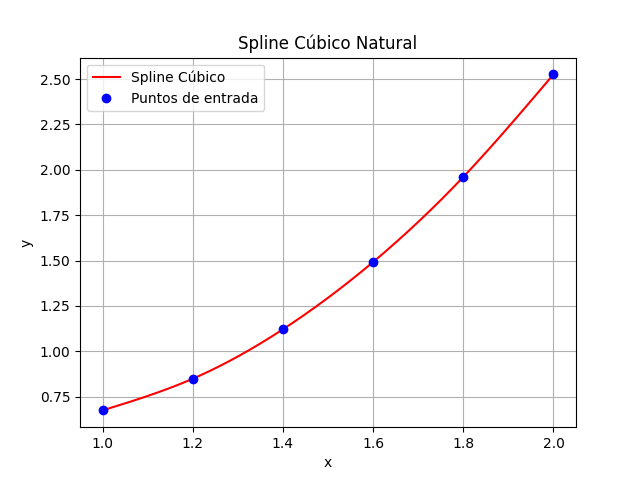 Spline Cúbico Natural
Spline Cúbico
Puntos de entrada
2.50
2.25
2.00
1.75
1.50
1.25
1.00
0.75
y
1.0 1.2 1.4 1.6 1.8 2.0
x